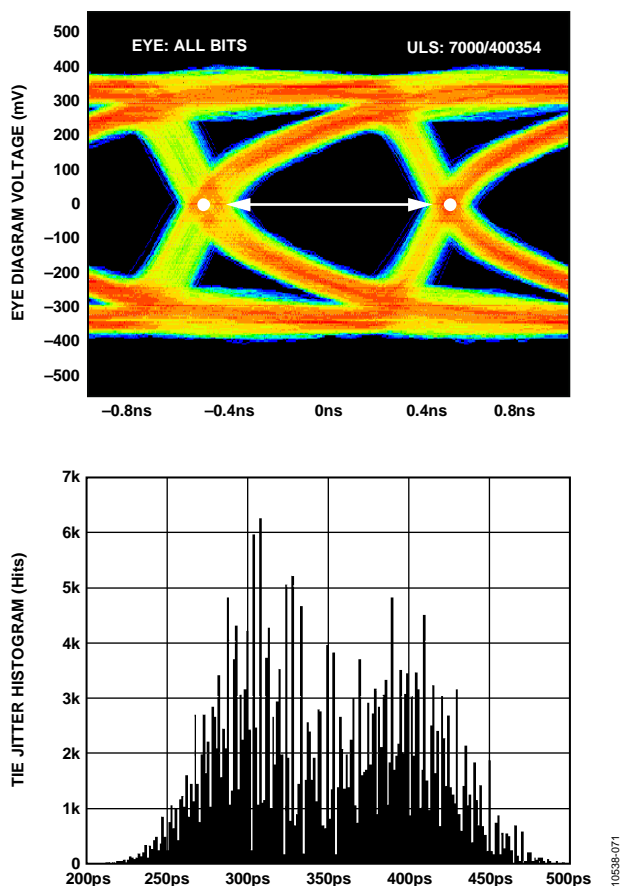 EYE: ALL BITS
ULS: 7000/400354
EYE DIAGRAM VOLTAGE (mV)
500
400
300
200
100
0
–100
–200
–300
–400
–500
–0.8ns
–0.4ns
0ns
0.4ns
0.8ns
TIE JITTER HISTOGRAM (Hits)
7k
6k
5k
4k
3k
2k
1k
0
200ps
250ps
300ps
350ps
400ps
450ps
500ps
10538-071